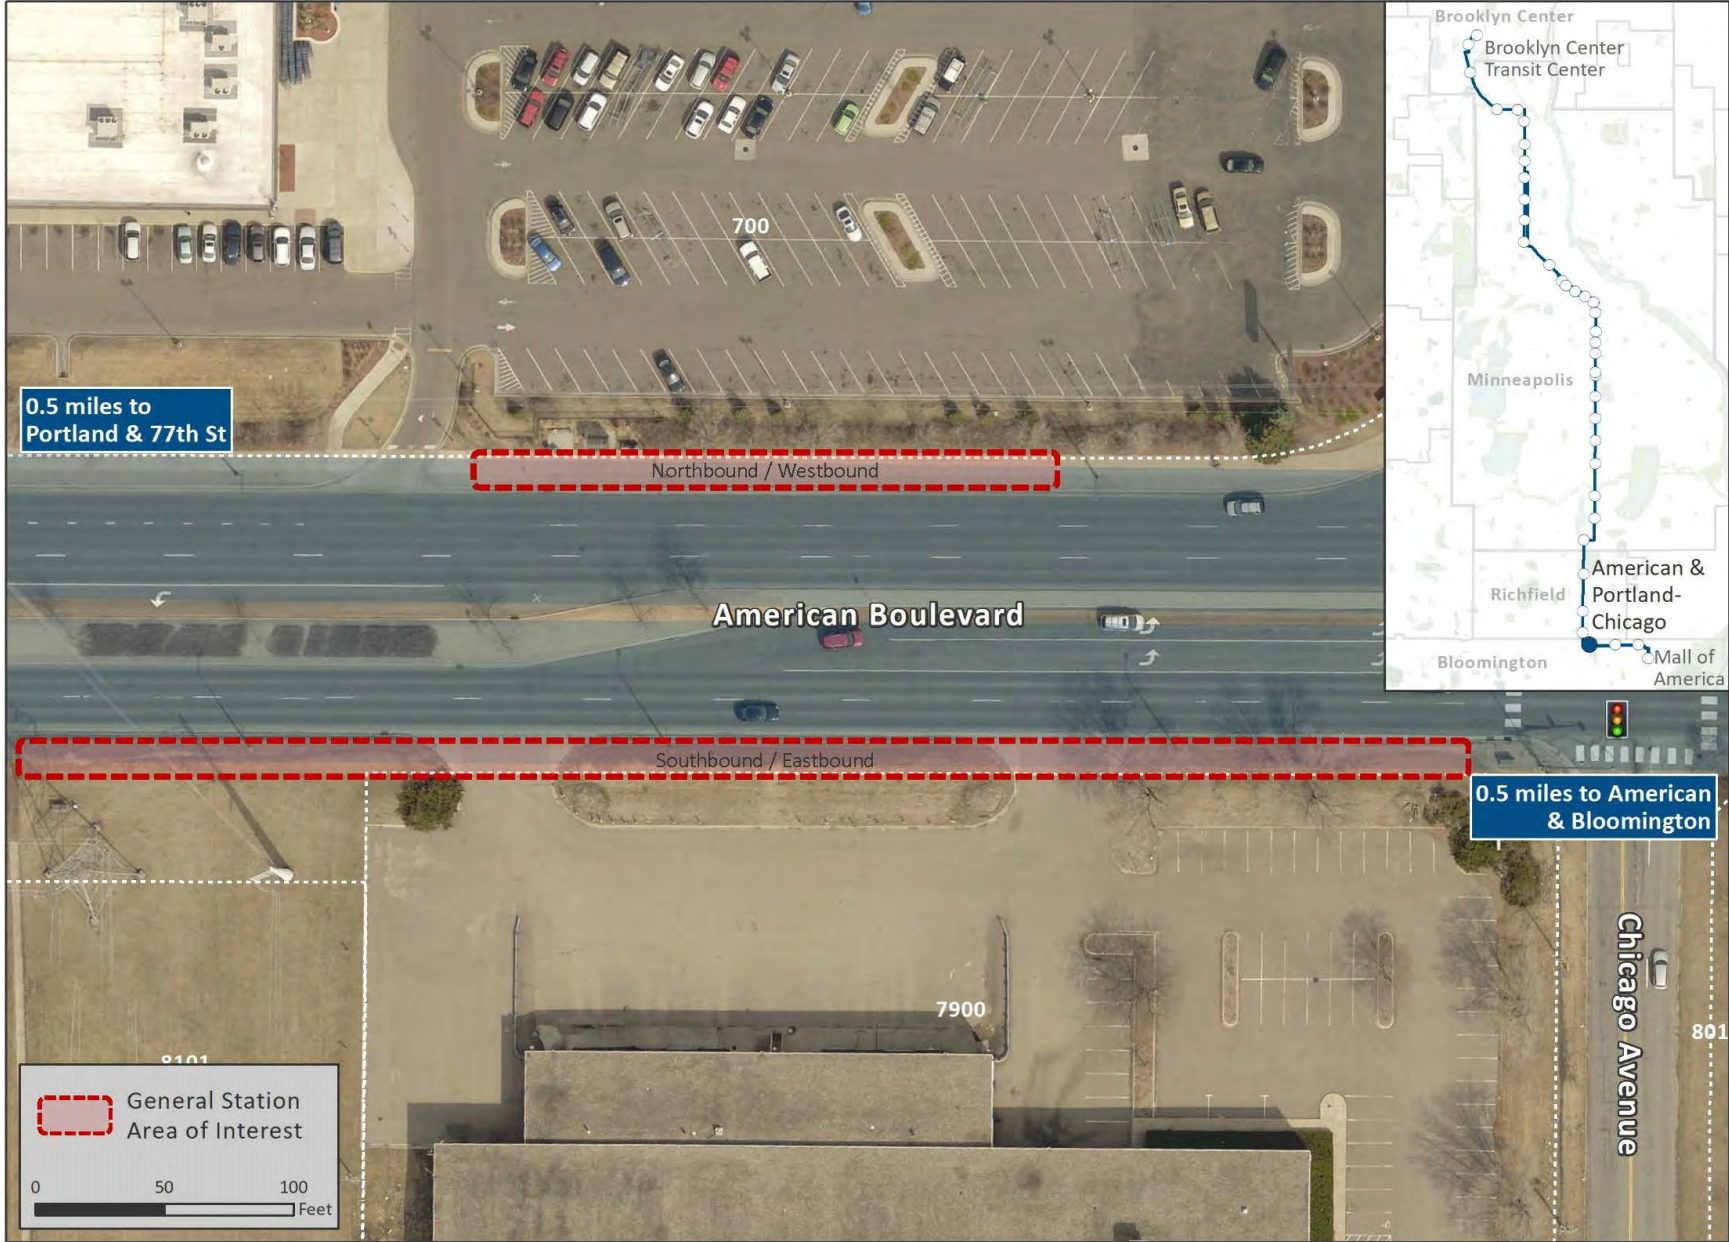 Brooklyn Center
Brooklyn Center
Transit Center
Minneapolis
American &
Portland-
Chicago
Richfield
Bloomington
Mall of
America
700
0.5 miles to
Portland & 77th St
Northbound / Westbound
American Boulevard
Southbound / Eastbound
0.5 miles to American
& Bloomington
7900
Chicago Avenue
801
8101
General Station
Area of Interest
0 50 100
Feet